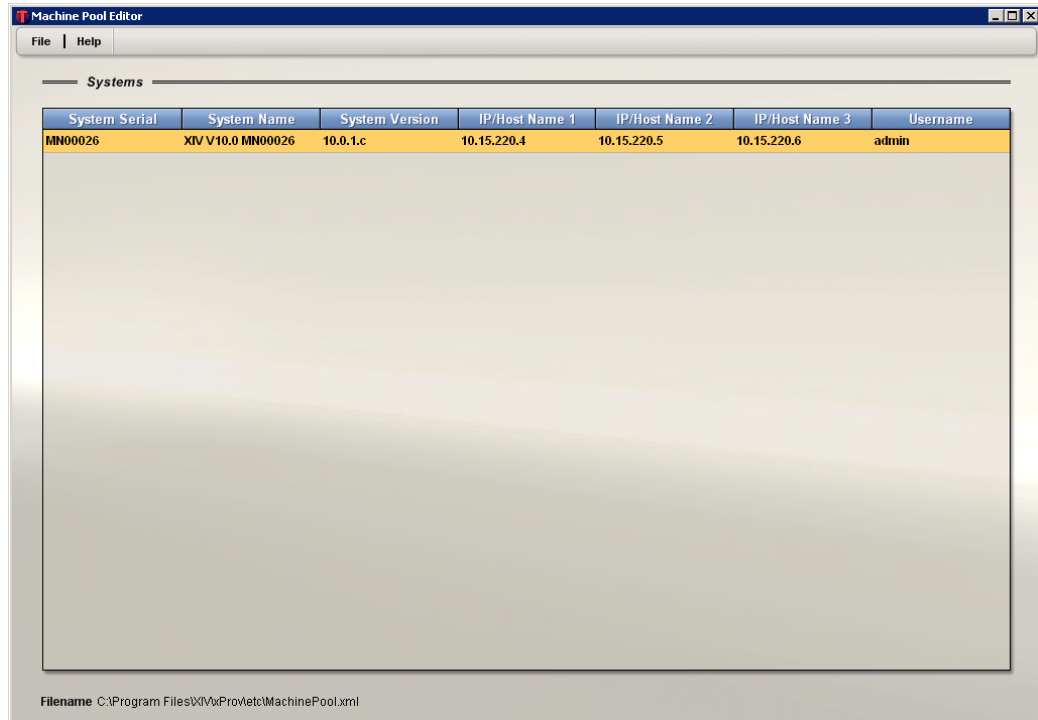 Machine Pool Editor
File | Help
Systems
System Serial System Name System Version IP/Host Name 1 IP/Host Name 2 IP/Host Name 3 Username
MN00026 XIV V10.0 MN00026 10.0.1.c 10.15.220.4 10.15.220.5 10.15.220.6 admin
Filename C:\Program Files\XIV\xProv\etc\MachinePool.xml